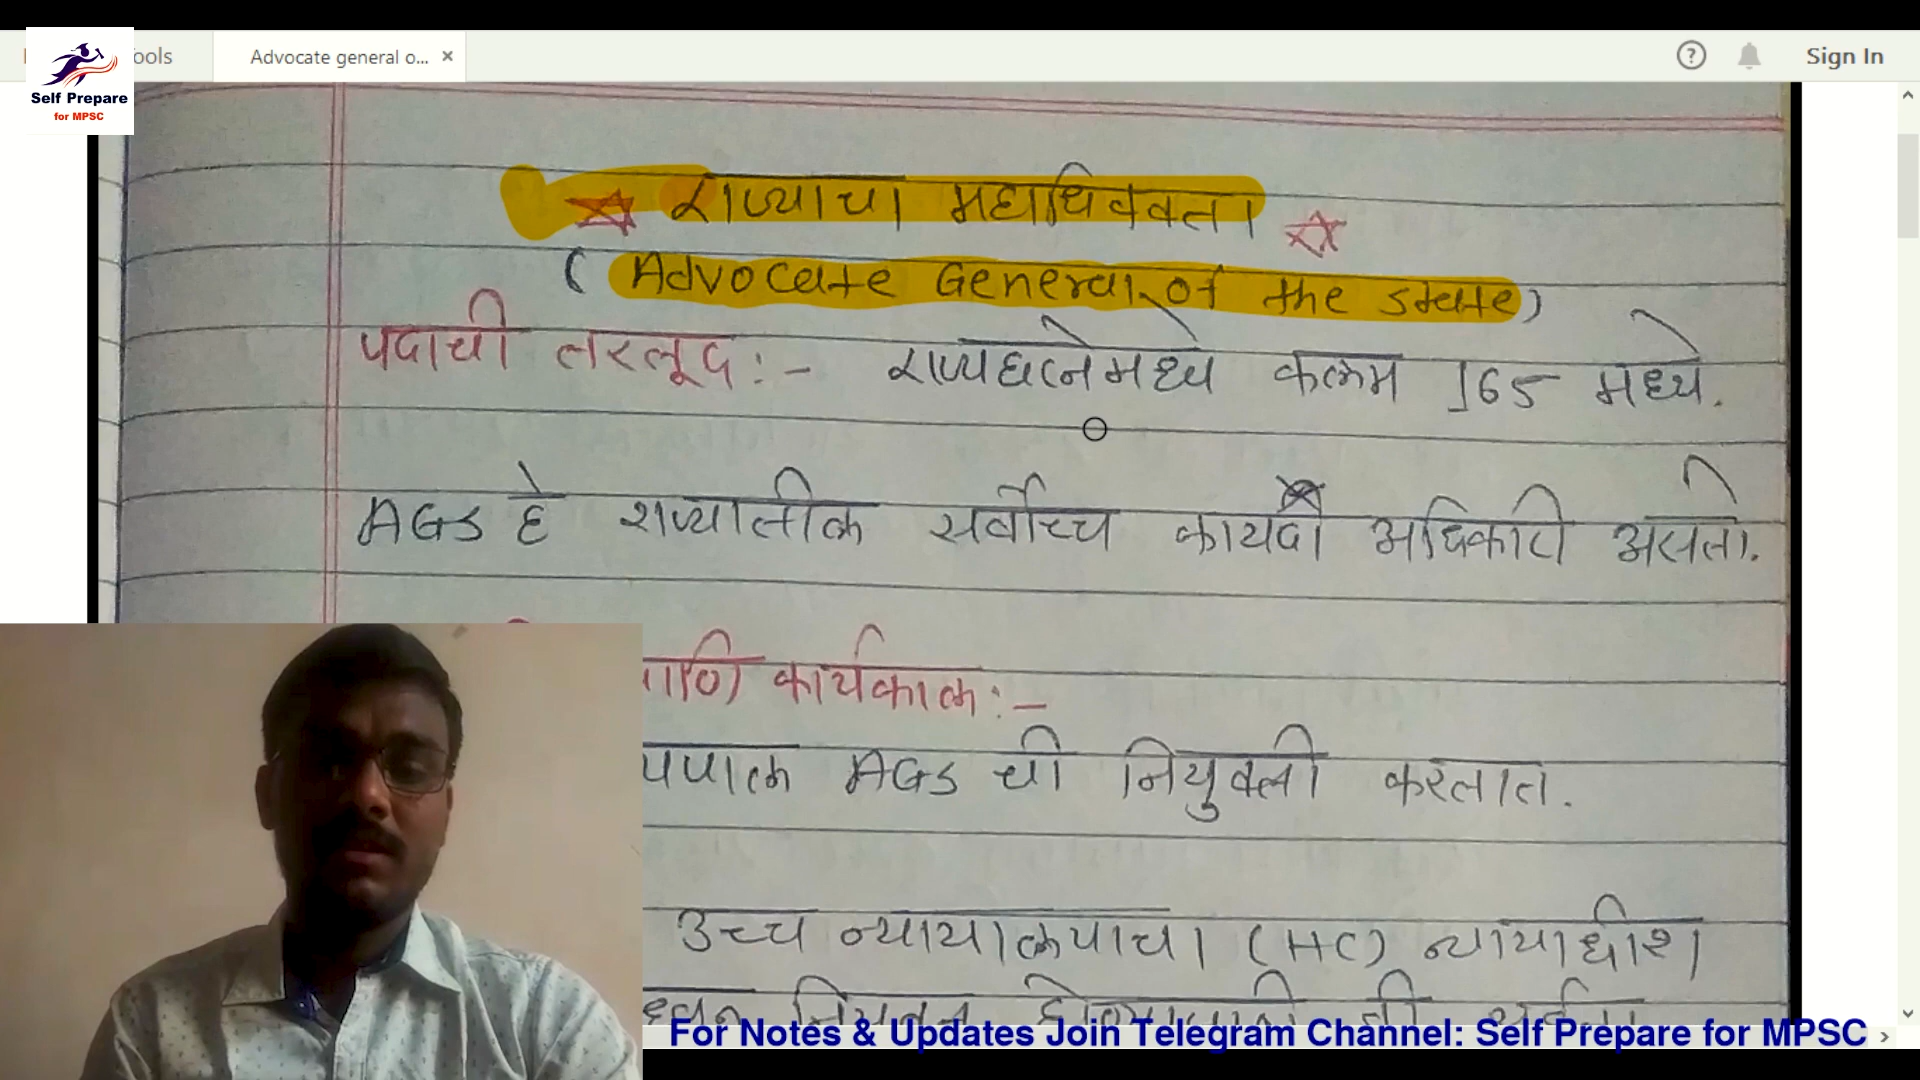 Self Prepare
for MPSC
ools
Advocate general o... ×
? Sign In
राज्याचा महाधिवक्ता
( Advocate General of the state)
पदाची तरतूद :- राज्यघटनेमध्ये कलम 165 मध्ये.
AGS हे राज्यातील सर्वोच्च कायदा अधिकारी असतो.
आणि कार्यकाळ :-
AGS ची नियुक्ती करतात.
उच्च न्यायालयाचा (HC) न्यायाधीश
For Notes & Updates Join Telegram Channel: Self Prepare for MPSC